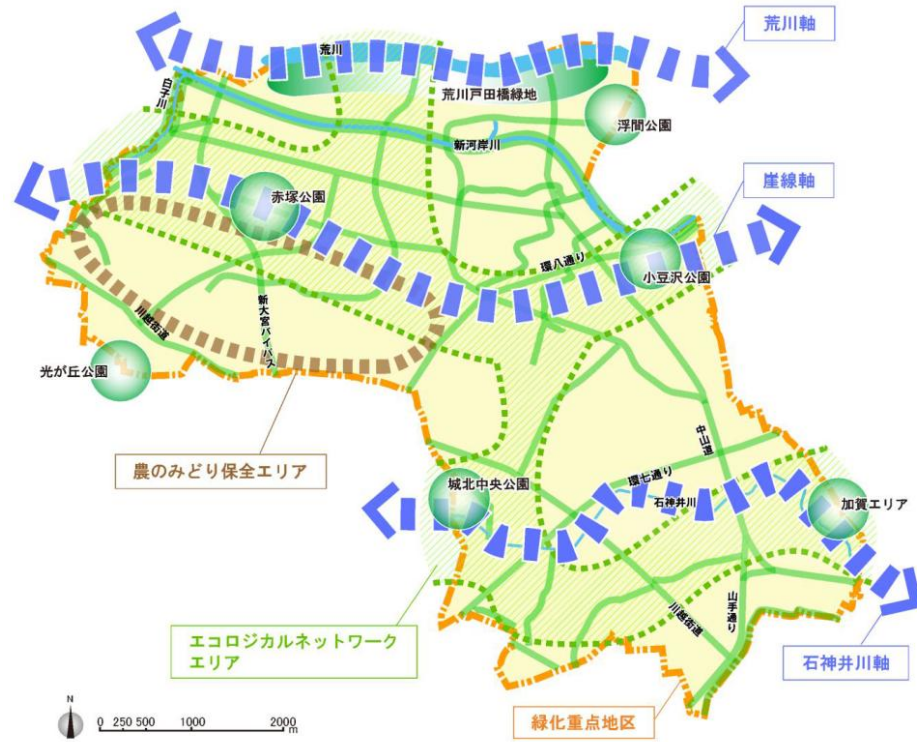 荒川軸
荒川
白子川
荒川戸田橋緑地
浮間公園
新河岸川
崖線軸
赤塚公園
環八通り
小豆沢公園
新大宮バイパス
川越街道
光が丘公園
中山道
農のみどり保全エリア
城北中央公園
環七通り
石神井川
加賀エリア
山手通り
川越街道
エコロジカルネットワーク
エリア
石神井川軸
緑化重点地区
N
0 250 500 1000 2000
m